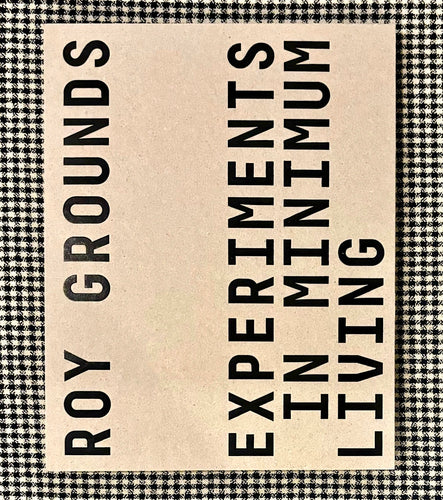 ROY GROUNDS
EXPERIMENTS
IN MINIMUM
LIVING